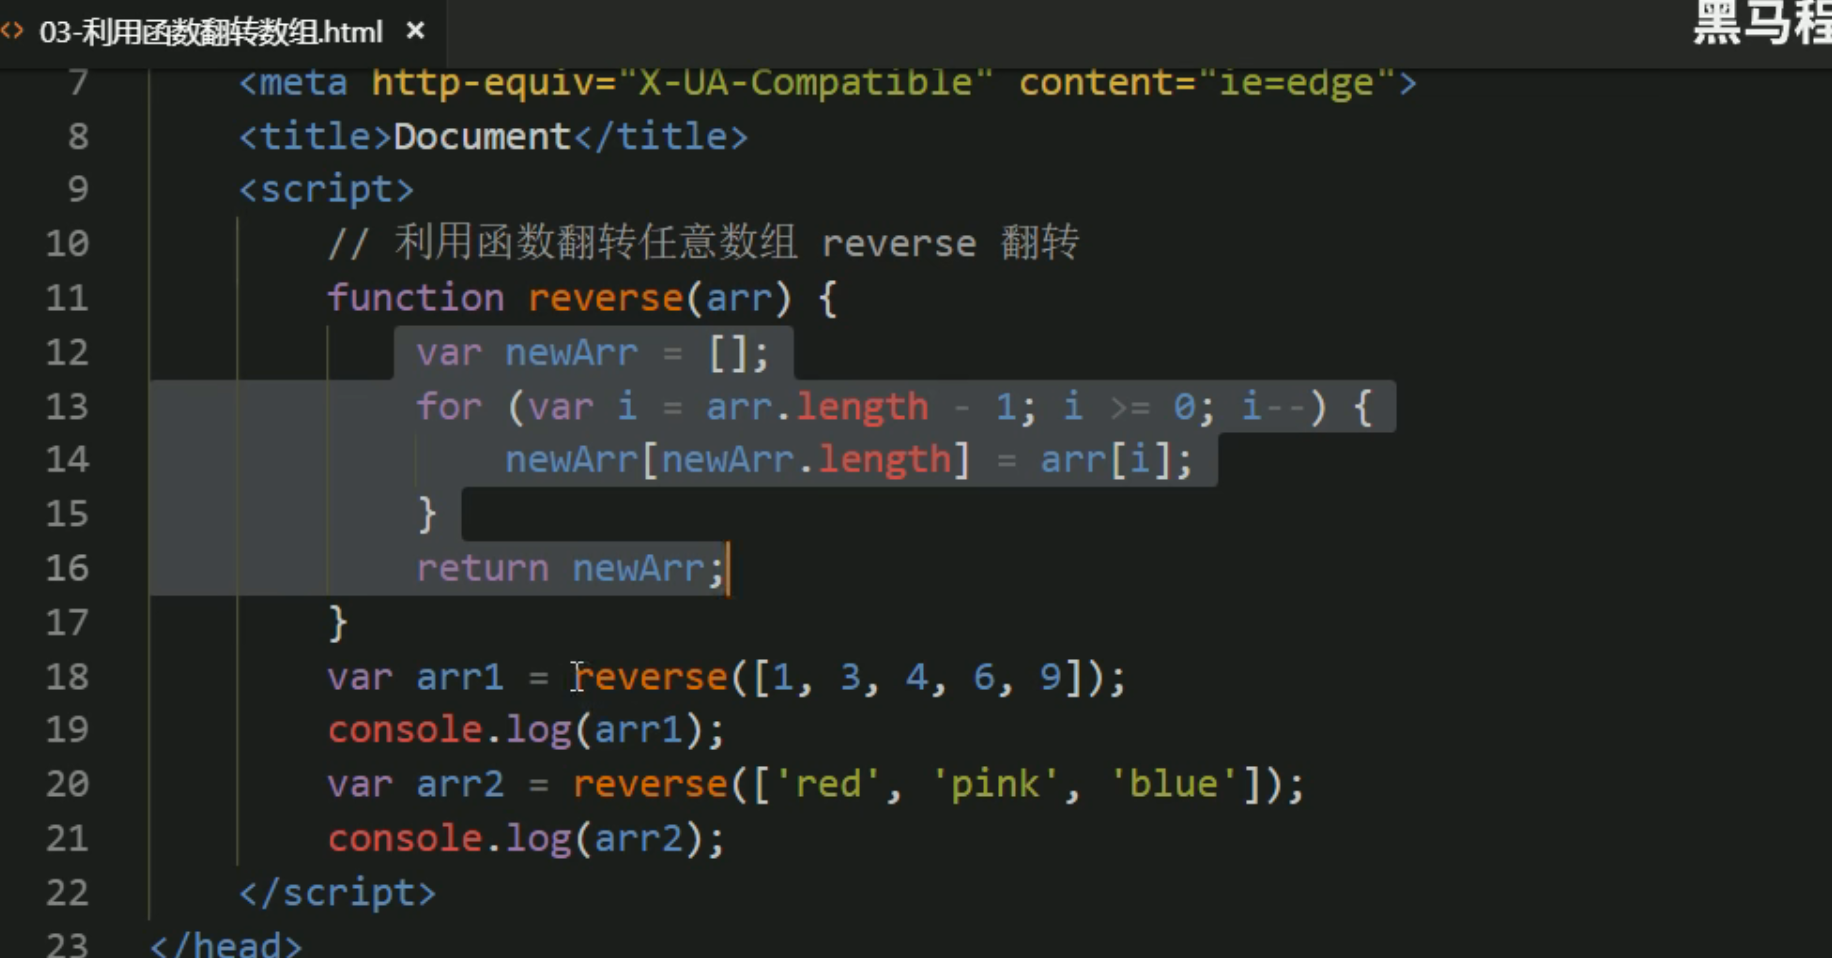 03-利用函数翻转数组.html ×
黑马程
7 <meta http-equiv="X-UA-Compatible" content="ie=edge">
8 <title>Document</title>
9 <script>
10 // 利用函数翻转任意数组 reverse 翻转
11 function reverse(arr) {
12 var newArr = [];
13 for (var i = arr.length - 1; i >= 0; i--) {
14 newArr[newArr.length] = arr[i];
15 }
16 return newArr;
17 }
18 var arr1 = reverse([1, 3, 4, 6, 9]);
19 console.log(arr1);
20 var arr2 = reverse(['red', 'pink', 'blue']);
21 console.log(arr2);
22 </script>
23 </head>